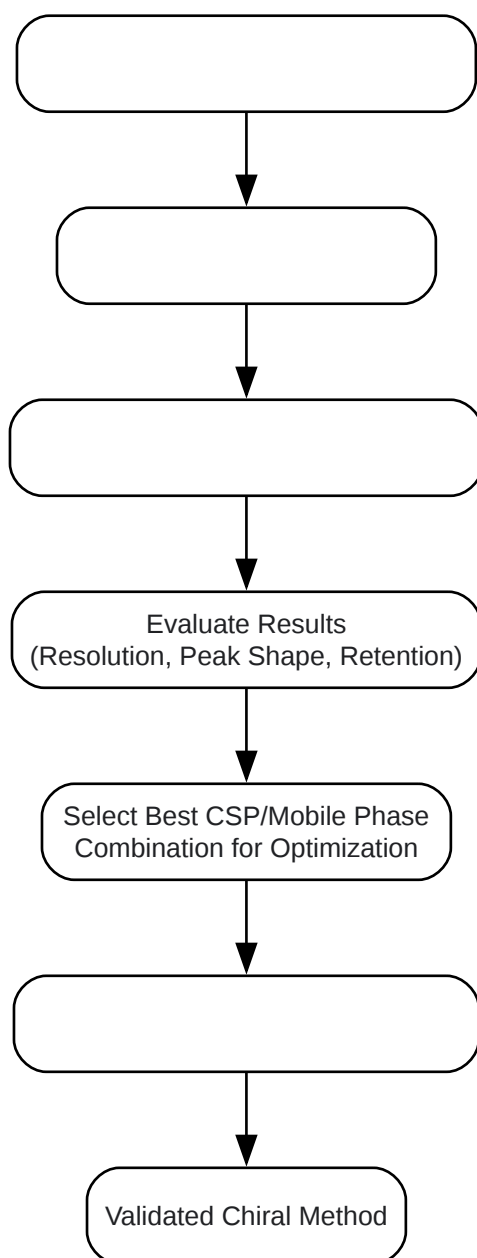 Evaluate Results
(Resolution, Peak Shape, Retention)
Select Best CSP/Mobile Phase
Combination for Optimization
Validated Chiral Method